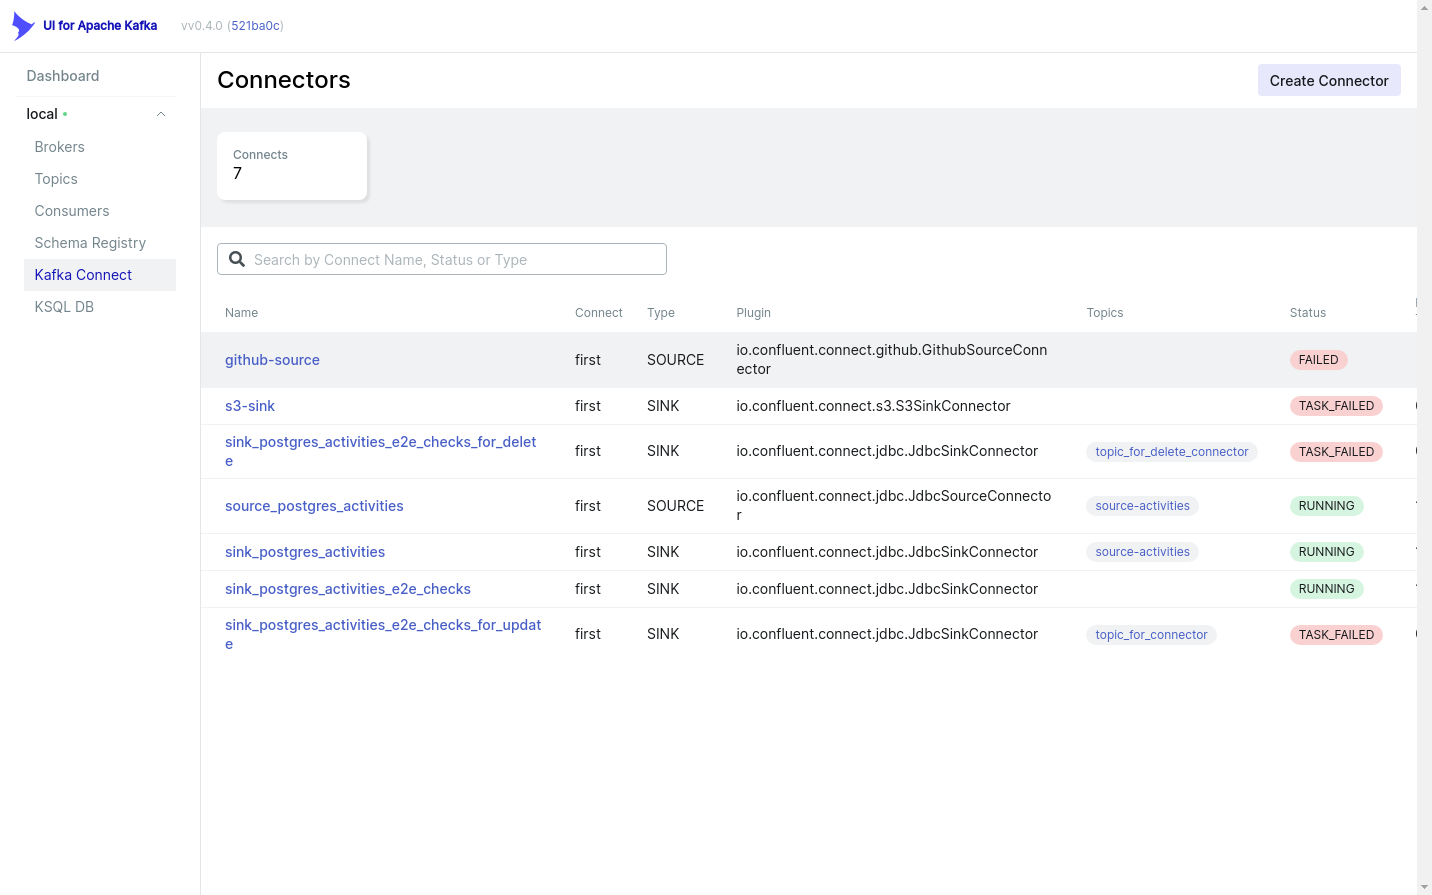 UI for Apache Kafka vv0.4.0 (521ba0c)
Dashboard
local
Brokers
Topics
Consumers
Schema Registry
Kafka Connect
KSQL DB
Connectors
Create Connector
Connects
7
Search by Connect Name, Status or Type
Name Connect Type Plugin Topics Status
github-source first SOURCE io.confluent.connect.github.GithubSourceConn
ector FAILED
s3-sink first SINK io.confluent.connect.s3.S3SinkConnector TASK_FAILED
sink_postgres_activities_e2e_checks_for_delet
e first SINK io.confluent.connect.jdbc.JdbcSinkConnector topic_for_delete_connector TASK_FAILED
source_postgres_activities first SOURCE io.confluent.connect.jdbc.JdbcSourceConnecto
r source-activities RUNNING
sink_postgres_activities first SINK io.confluent.connect.jdbc.JdbcSinkConnector source-activities RUNNING
sink_postgres_activities_e2e_checks first SINK io.confluent.connect.jdbc.JdbcSinkConnector RUNNING
sink_postgres_activities_e2e_checks_for_updat
e first SINK io.confluent.connect.jdbc.JdbcSinkConnector topic_for_connector TASK_FAILED